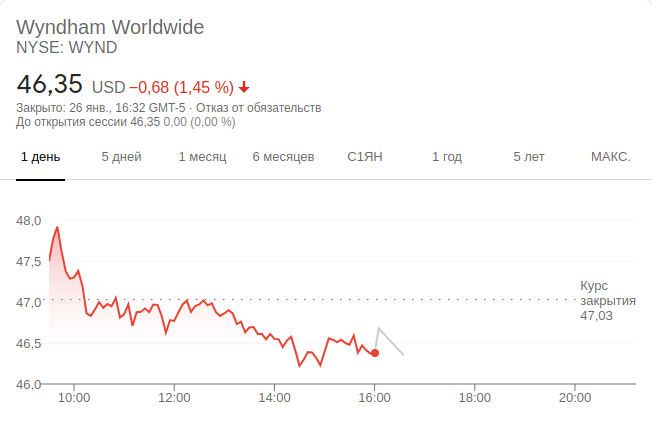 Wyndham Worldwide
NYSE: WYND
46,35 USD −0,68 (1,45 %)
Закрыто: 26 янв., 16:32 GMT-5 · Отказ от обязательств
До открытия сессии 46,35 0,00 (0,00 %)
1 день 5 дней 1 месяц 6 месяцев С1ЯН 1 год 5 лет МАКС.
48,0
47,5
Курс
47,0 закрытия
47,03
46,5
46,0
10:00 12:00 14:00 16:00 18:00 20:00